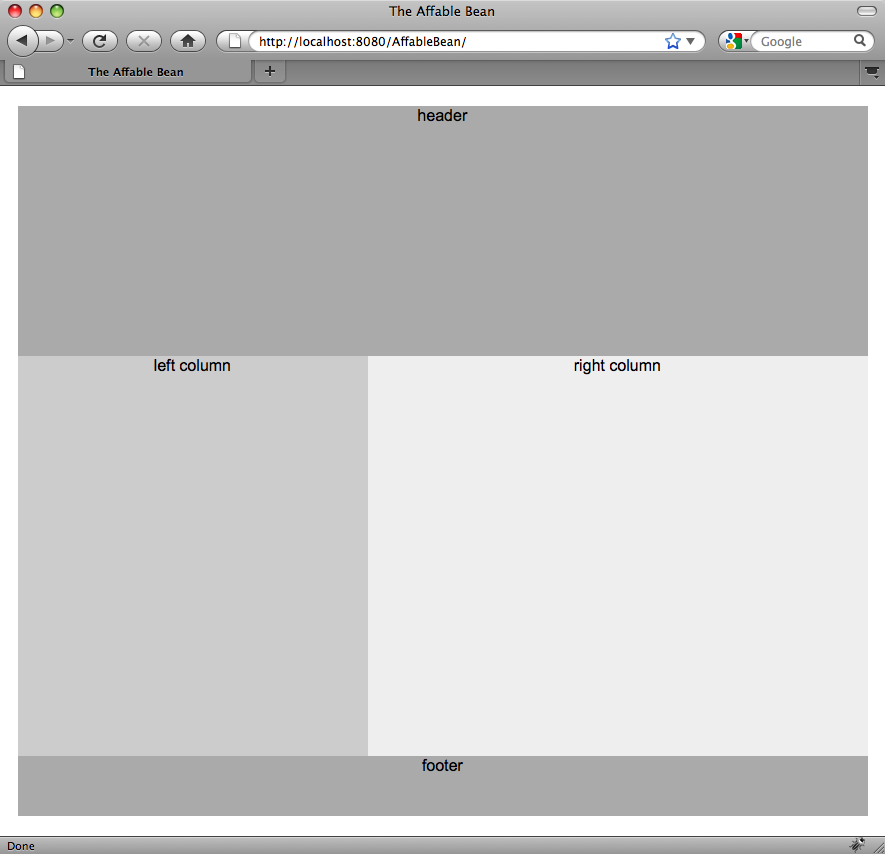 The Affable Bean
http://localhost:8080/AffableBean/
Google
The Affable Bean
header
left column
right column
footer
Done